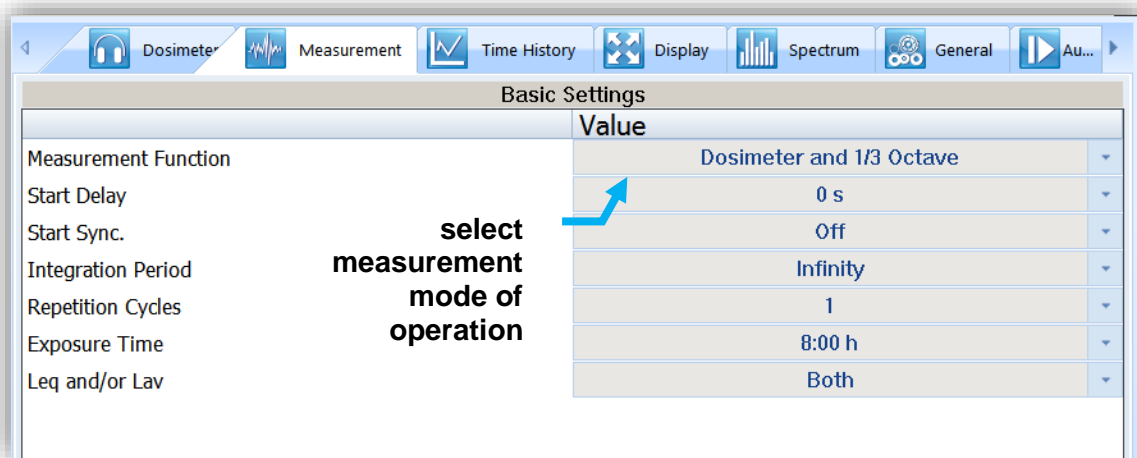 Dosimeter Measurement Time History Display Spectrum General Au...
Basic Settings
Value
Measurement Function Dosimeter and 1/3 Octave
Start Delay 0 s
Start Sync. Off
Integration Period Infinity
Repetition Cycles 1
Exposure Time 8:00 h
Leq and/or Lav Both
select
measurement
mode of
operation